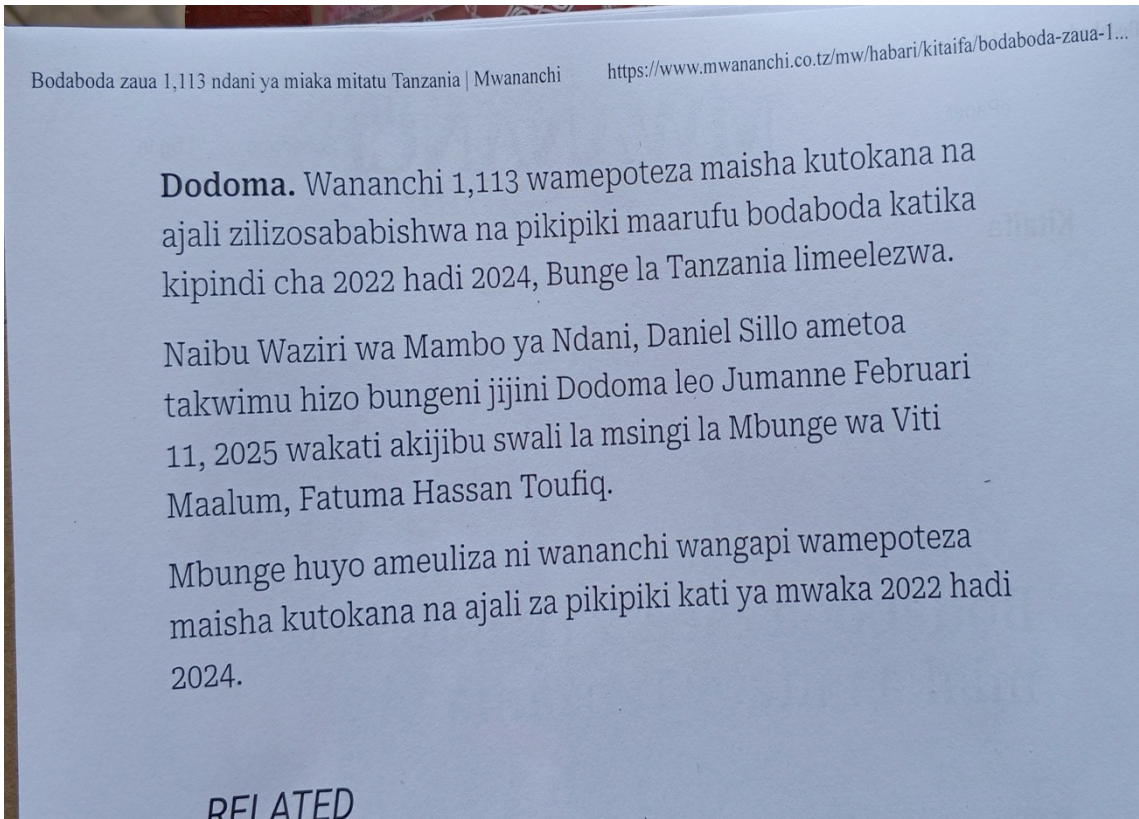 Bodaboda zaua 1,113 ndani ya miaka mitatu Tanzania | Mwananchi https://www.mwananchi.co.tz/mw/habari/kitaifa/bodaboda-zaua-1...
Dodoma. Wananchi 1,113 wamepoteza maisha kutokana na
ajali zilizosababishwa na pikipiki maarufu bodaboda katika
kipindi cha 2022 hadi 2024, Bunge la Tanzania limeelezwa.
Naibu Waziri wa Mambo ya Ndani, Daniel Sillo ametoa
takwimu hizo bungeni jijini Dodoma leo Jumanne Februari
11, 2025 wakati akijibu swali la msingi la Mbunge wa Viti
Maalum, Fatuma Hassan Toufiq.
Mbunge huyo ameuliza ni wananchi wangapi wamepoteza
maisha kutokana na ajali za pikipiki kati ya mwaka 2022 hadi
2024.
RELATED